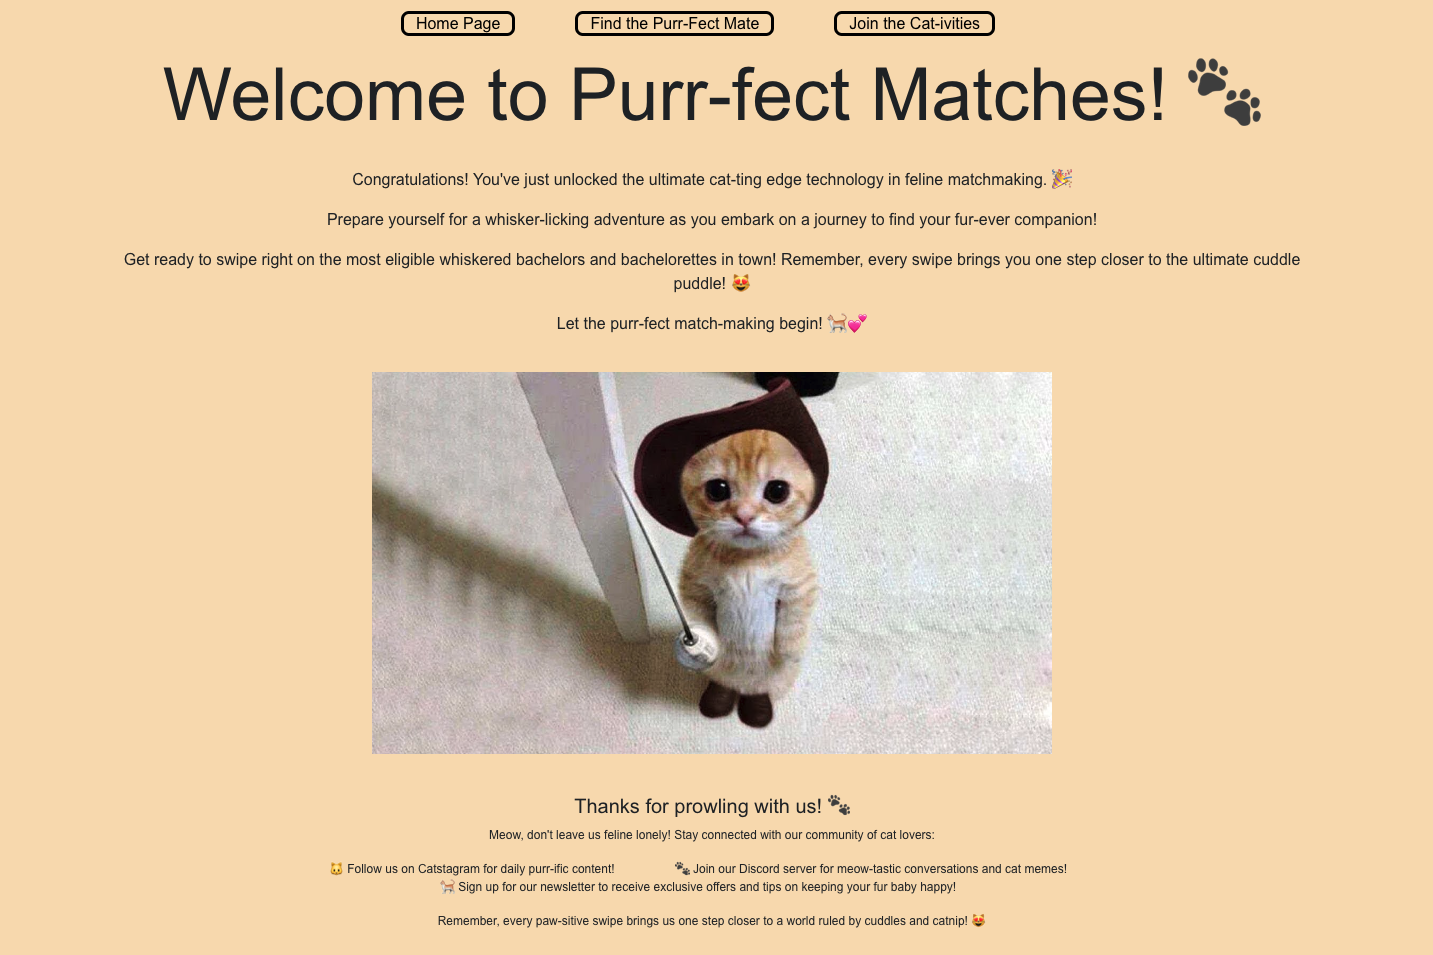 Home Page
Find the Purr-Fect Mate
Join the Cat-ivities
Welcome to Purr-fect Matches! 🐾
Congratulations! You've just unlocked the ultimate cat-ting edge technology in feline matchmaking. 🎉
Prepare yourself for a whisker-licking adventure as you embark on a journey to find your fur-ever companion!
Get ready to swipe right on the most eligible whiskered bachelors and bachelorettes in town! Remember, every swipe brings you one step closer to the ultimate cuddle
puddle! 😻
Let the purr-fect match-making begin! 🐈💕
Thanks for prowling with us! 🐾
Meow, don't leave us feline lonely! Stay connected with our community of cat lovers:
🐱 Follow us on Catstagram for daily purr-ific content!
🐾 Join our Discord server for meow-tastic conversations and cat memes!
🐈 Sign up for our newsletter to receive exclusive offers and tips on keeping your fur baby happy!
Remember, every paw-sitive swipe brings us one step closer to a world ruled by cuddles and catnip! 😻